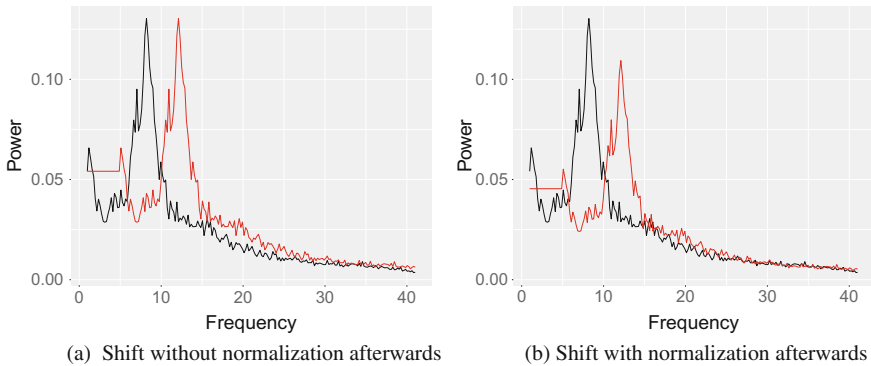 0.10
0.05
0.00
Power
0 10 20 30 40
Frequency
(a) Shift without normalization afterwards
0.10
0.05
0.00
Power
0 10 20 30 40
Frequency
(b) Shift with normalization afterwards